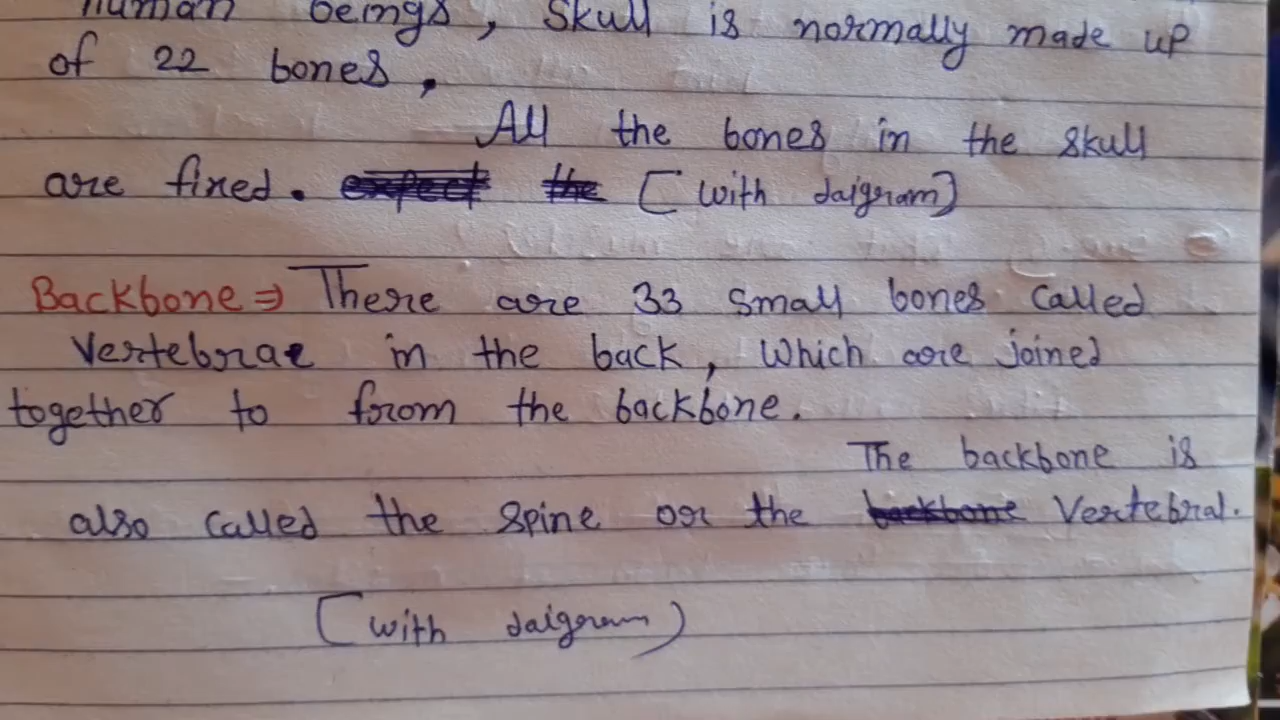 human beings, Skull is normally made up
of 22 bones.
All the bones in the skull
are fixed. expect the [with daigram]
Backbone ⇒ There are 33 small bones called
Vertebrae in the back, which are joined
together to from the backbone.
The backbone is
also called the spine or the backbone Vertebral.
[with daigram)